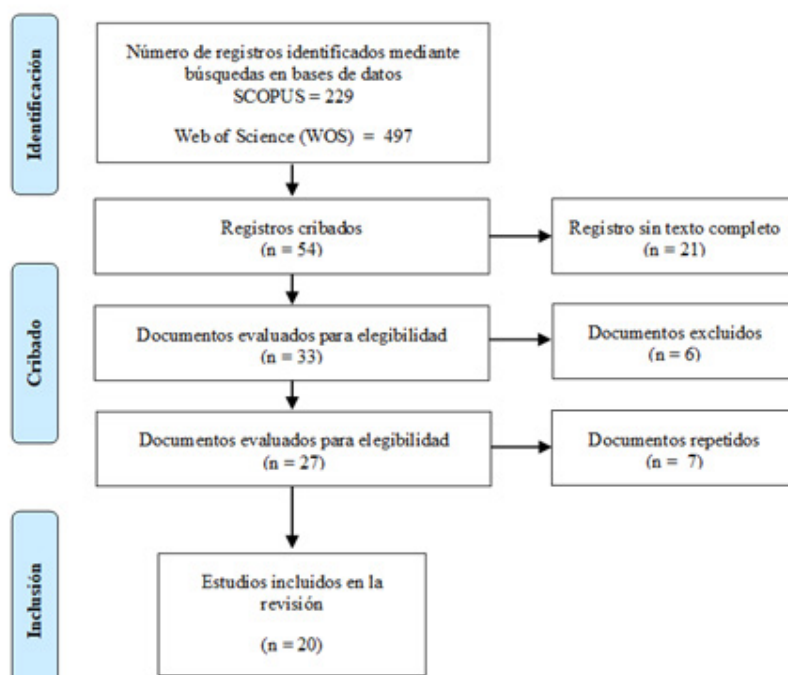 Identificación
Número de registros identificados mediante
búsquedas en bases de datos
SCOPUS = 229
Web of Science (WOS) = 497
Cribado
Registros cribados
(n = 54)
Registro sin texto completo
(n = 21)
Documentos evaluados para elegibilidad
(n = 33)
Documentos excluidos
(n = 6)
Documentos evaluados para elegibilidad
(n = 27)
Documentos repetidos
(n = 7)
Inclusión
Estudios incluidos en la
revisión
(n = 20)